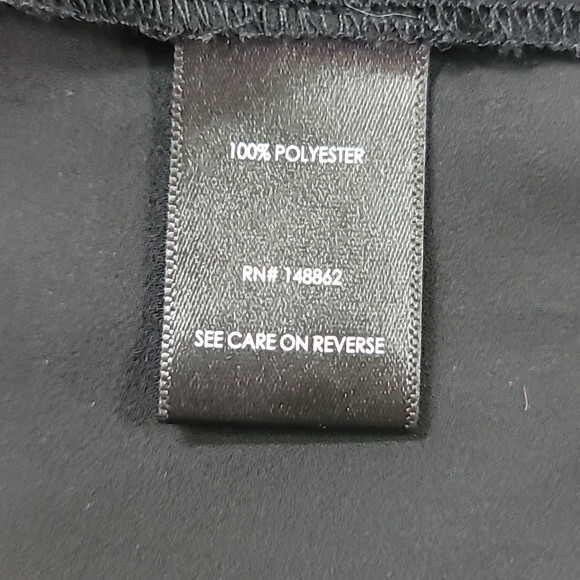 100% POLYESTER
RN# 148862
SEE CARE ON REVERSE